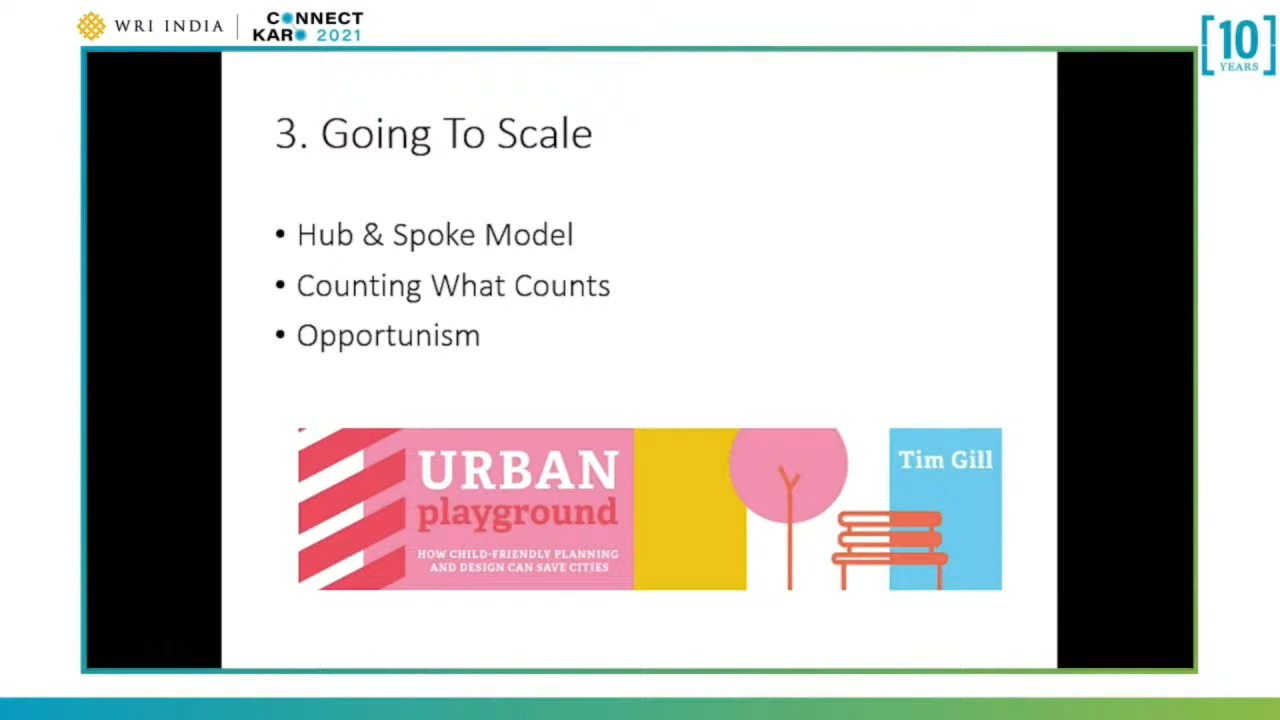 WRI INDIA
CONNECT
KARO 2021
[10]
YEARS
3. Going To Scale
• Hub & Spoke Model
• Counting What Counts
• Opportunism
URBAN
playground
HOW CHILD-FRIENDLY PLANNING
AND DESIGN CAN SAVE CITIES
Tim Gill